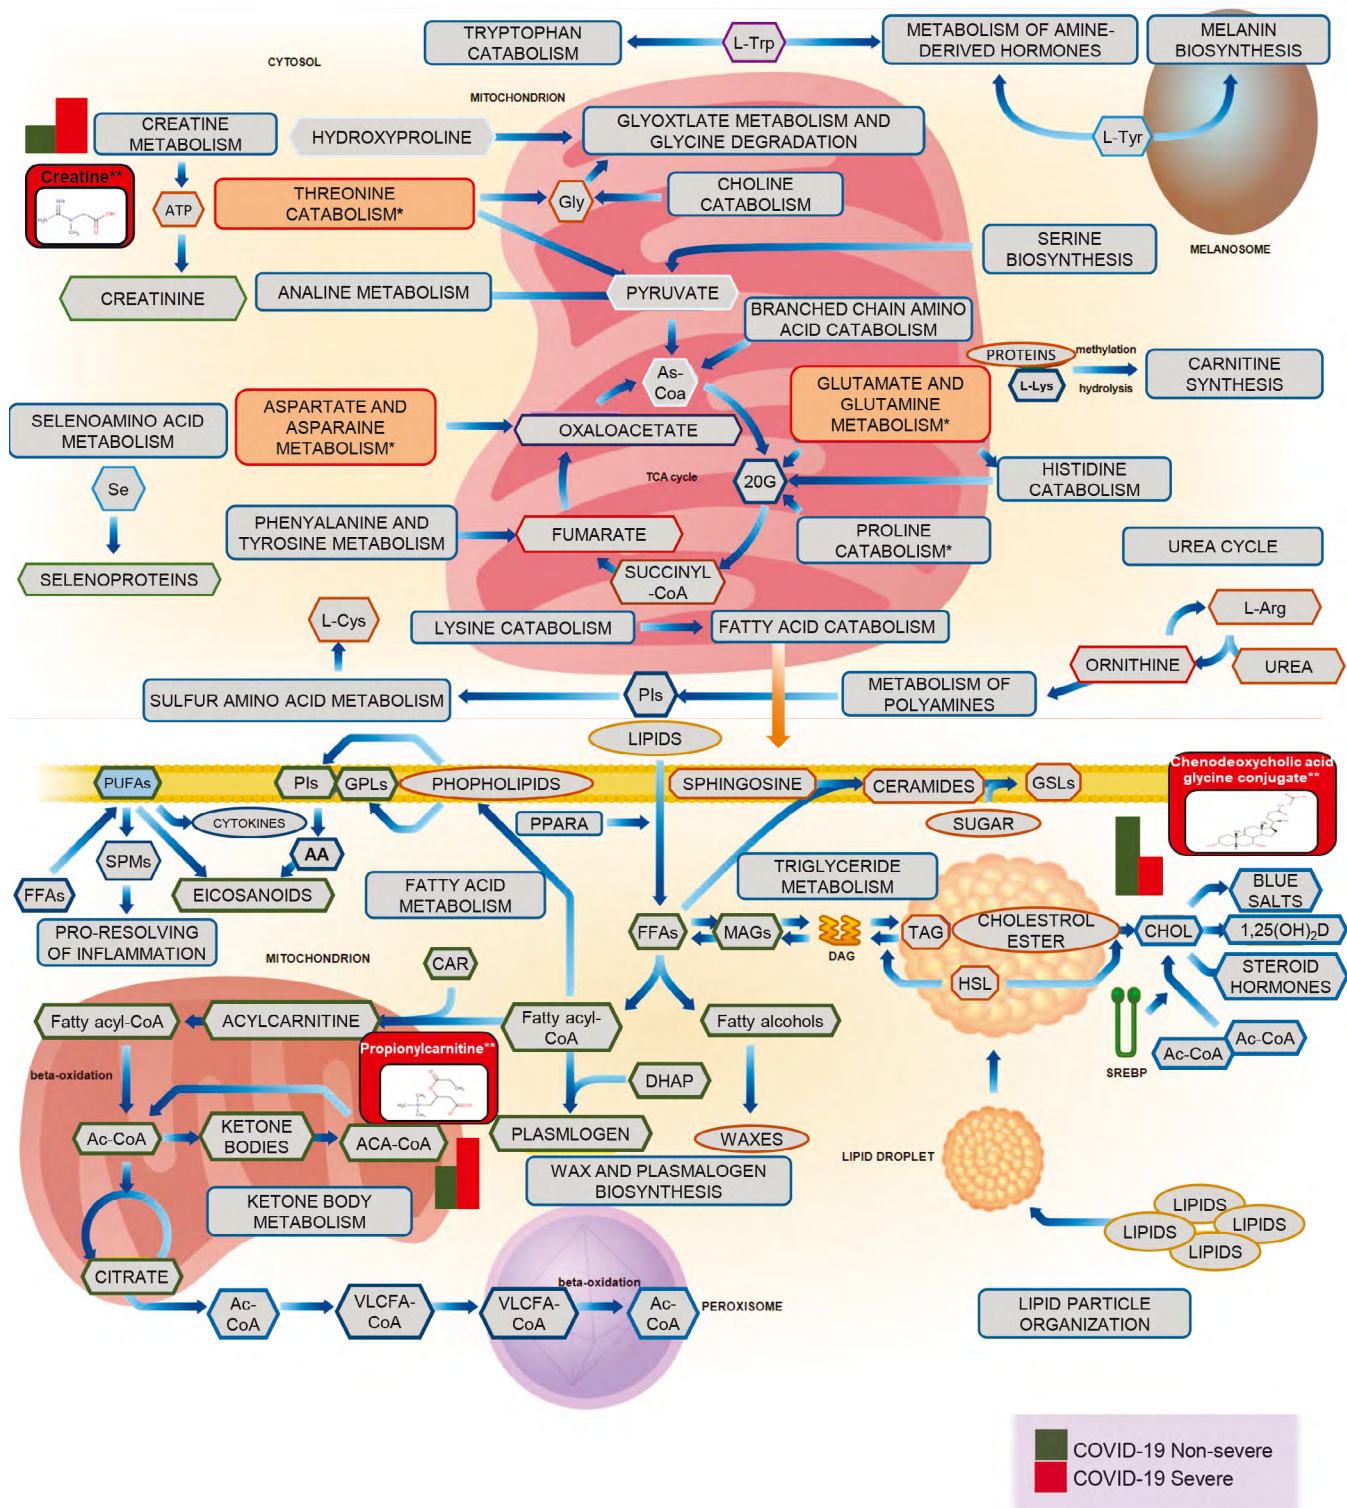 TRYPTOPHAN
CATABOLISM
L-Trp
METABOLISM OF AMINE-
DERIVED HORMONES
MELANIN
BIOSYNTHESIS
CYTOSOL
MITOCHONDRION
CREATINE
METABOLISM
HYDROXYPROLINE
GLYOXTLATE METABOLISM AND
GLYCINE DEGRADATION
L-Tyr
Creatine**
NH
H₂N
N
CH₃
O
OH
ATP
THREONINE
CATABOLISM*
Gly
CHOLINE
CATABOLISM
SERINE
BIOSYNTHESIS
MELANOSOME
CREATININE
ANALINE METABOLISM
PYRUVATE
BRANCHED CHAIN AMINO
ACID CATABOLISM
PROTEINS
L-Lys
methylation
hydrolysis
CARNITINE
SYNTHESIS
As-
Coa
GLUTAMATE AND
GLUTAMINE
METABOLISM*
SELENOAMINO ACID
METABOLISM
ASPARTATE AND
ASPARAINE
METABOLISM*
OXALOACETATE
TCA cycle
20G
HISTIDINE
CATABOLISM
Se
PHENYALANINE AND
TYROSINE METABOLISM
FUMARATE
PROLINE
CATABOLISM*
UREA CYCLE
SELENOPROTEINS
SUCCINYL
-CoA
L-Cys
LYSINE CATABOLISM
FATTY ACID CATABOLISM
L-Arg
ORNITHINE
UREA
SULFUR AMINO ACID METABOLISM
PIs
METABOLISM OF
POLYAMINES
LIPIDS
PUFAs
PIs
GPLs
PHOPHOLIPIDS
SPHINGOSINE
CERAMIDES
GSLs
Chenodeoxycholic acid
glycine conjugate**
CYTOKINES
PPARA
SUGAR
SPMs
AA
TRIGLYCERIDE
METABOLISM
FFAs
EICOSANOIDS
FATTY ACID
METABOLISM
BLUE
SALTS
PRO-RESOLVING
OF INFLAMMATION
FFAs
MAGs
DAG
TAG
CHOLESTROL
ESTER
CHOL
1,25(OH)₂D
MITOCHONDRION
CAR
HSL
STEROID
HORMONES
Fatty acyl-CoA
ACYLCARNITINE
Fatty acyl-
CoA
Fatty alcohols
Ac-CoA
Ac-CoA
SREBP
Propionylcarnitine**
beta-oxidation
DHAP
Ac-CoA
KETONE
BODIES
ACA-CoA
PLASMLOGEN
WAXES
LIPID DROPLET
WAX AND PLASMALOGEN
BIOSYNTHESIS
KETONE BODY
METABOLISM
LIPIDS
LIPIDS
LIPIDS
LIPIDS
CITRATE
beta-oxidation
Ac-
CoA
VLCFA-
CoA
VLCFA-
CoA
Ac-
CoA
PEROXISOME
LIPID PARTICLE
ORGANIZATION
COVID-19 Non-severe
COVID-19 Severe